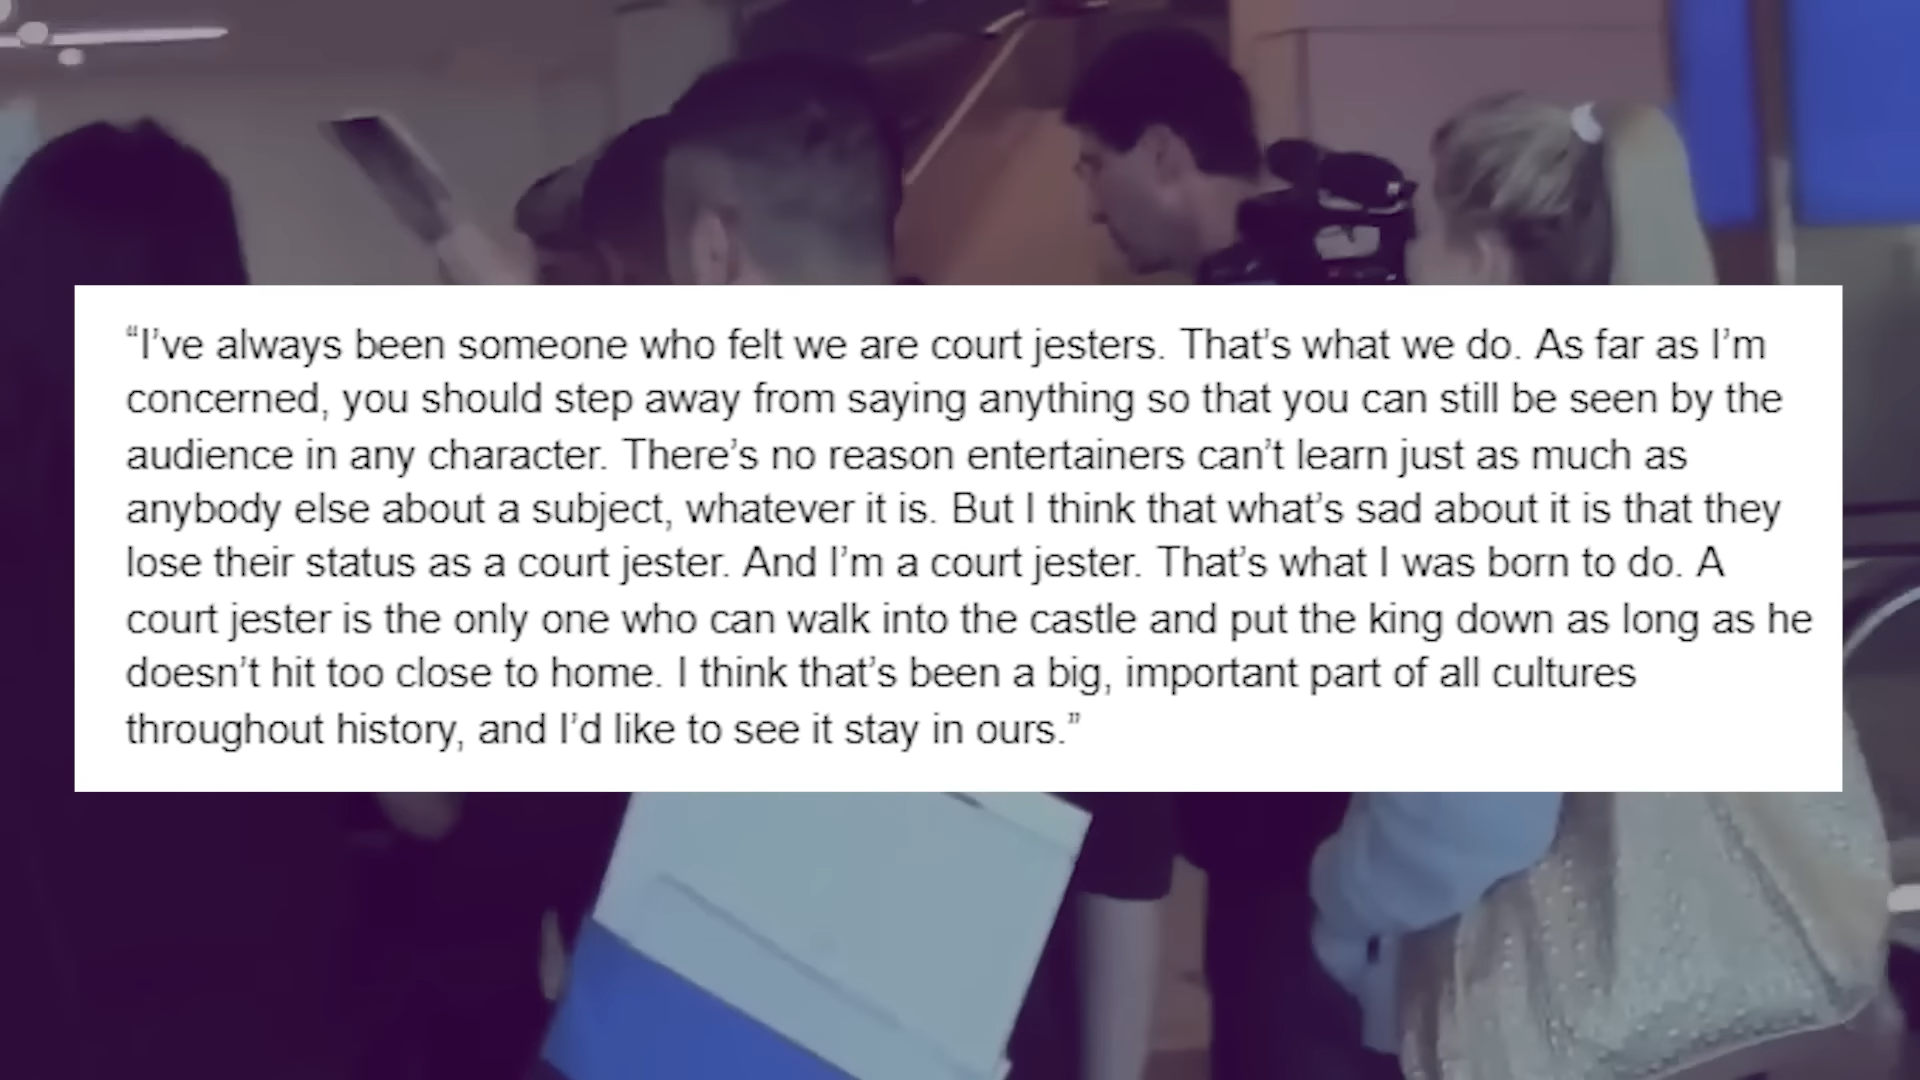 “I’ve always been someone who felt we are court jesters. That’s what we do. As far as I’m
concerned, you should step away from saying anything so that you can still be seen by the
audience in any character. There’s no reason entertainers can’t learn just as much as
anybody else about a subject, whatever it is. But I think that what’s sad about it is that they
lose their status as a court jester. And I’m a court jester. That’s what I was born to do. A
court jester is the only one who can walk into the castle and put the king down as long as he
doesn’t hit too close to home. I think that’s been a big, important part of all cultures
throughout history, and I’d like to see it stay in ours.”